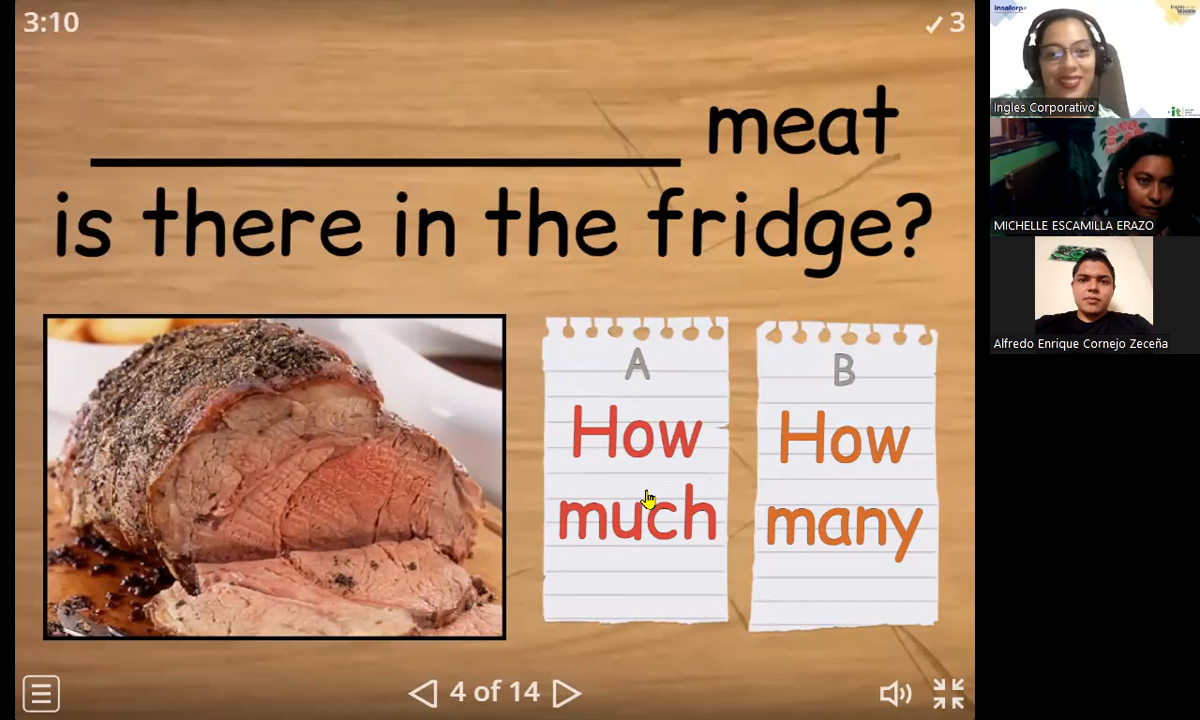 3:10
✓ 3
meat
is there in the fridge?
A
How
much
B
How
many
4 of 14
Insaforp
Ingles Corporativo
MICHELLE ESCAMILLA ERAZO
Alfredo Enrique Cornejo Zeceña